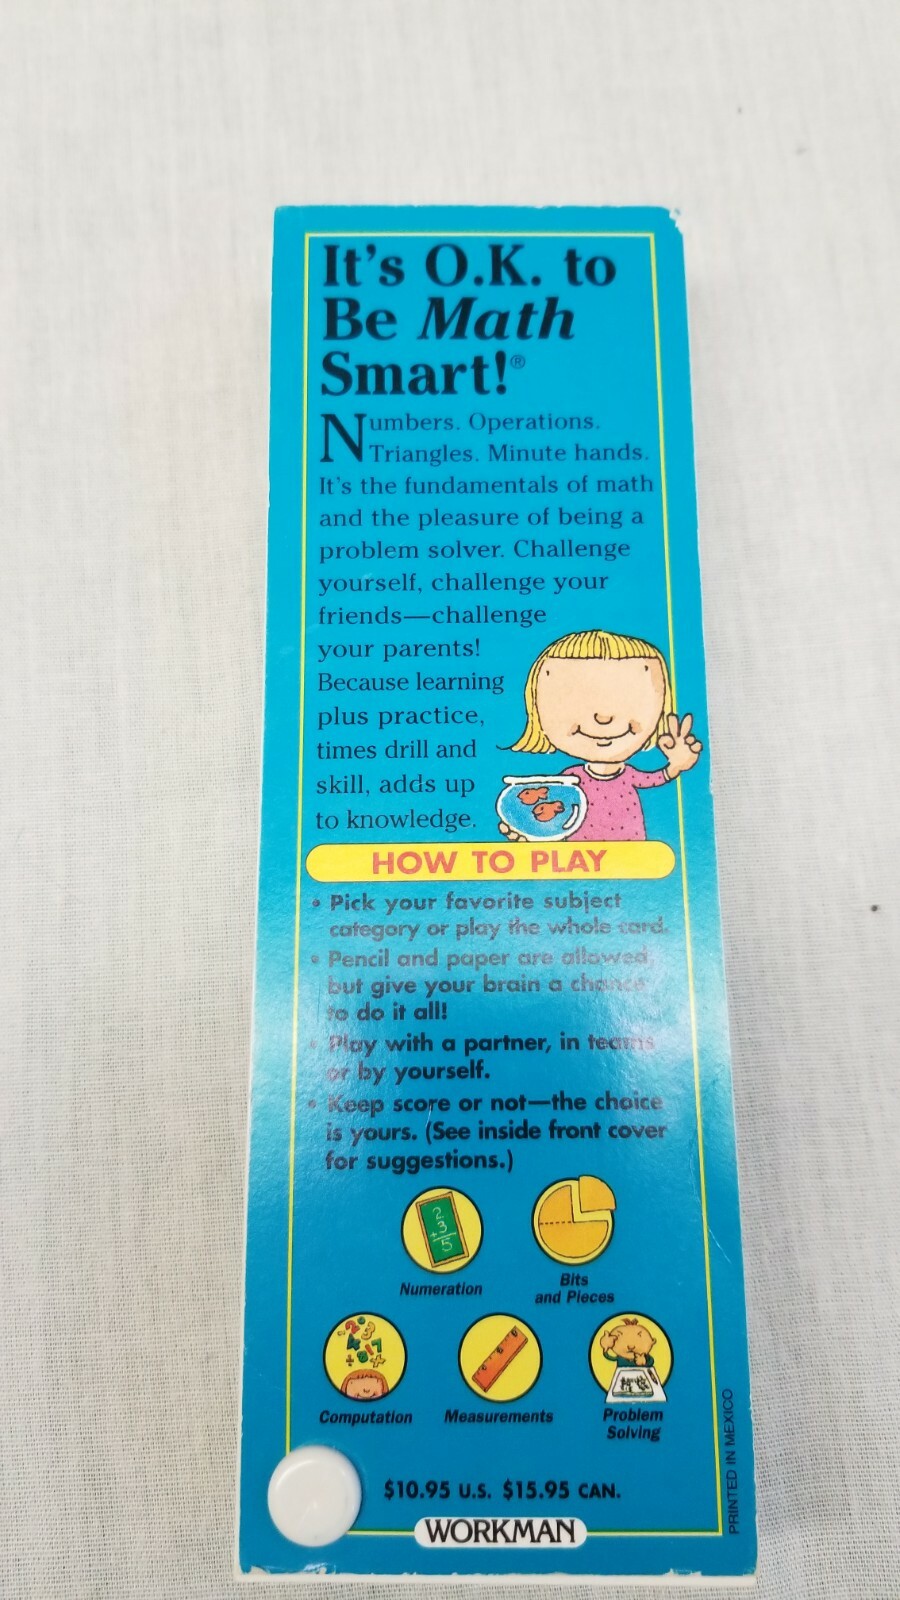 It's O.K. to
Be Math
Smart!®
Numbers. Operations.
Triangles. Minute hands.
It's the fundamentals of math
and the pleasure of being a
problem solver. Challenge
yourself, challenge your
friends—challenge
your parents!
Because learning
plus practice,
times drill and
skill, adds up
to knowledge.
HOW TO PLAY
• Pick your favorite subject
category or play the whole card.
• Pencil and paper are allowed,
but give your brain a chance
to do it all!
• Play with a partner, in teams
or by yourself.
• Keep score or not—the choice
is yours. (See inside front cover
for suggestions.)
2
+3
5
Numeration
Bits
and Pieces
Computation
Measurements
Problem
Solving
$10.95 U.S. $15.95 CAN.
WORKMAN
PRINTED IN MEXICO